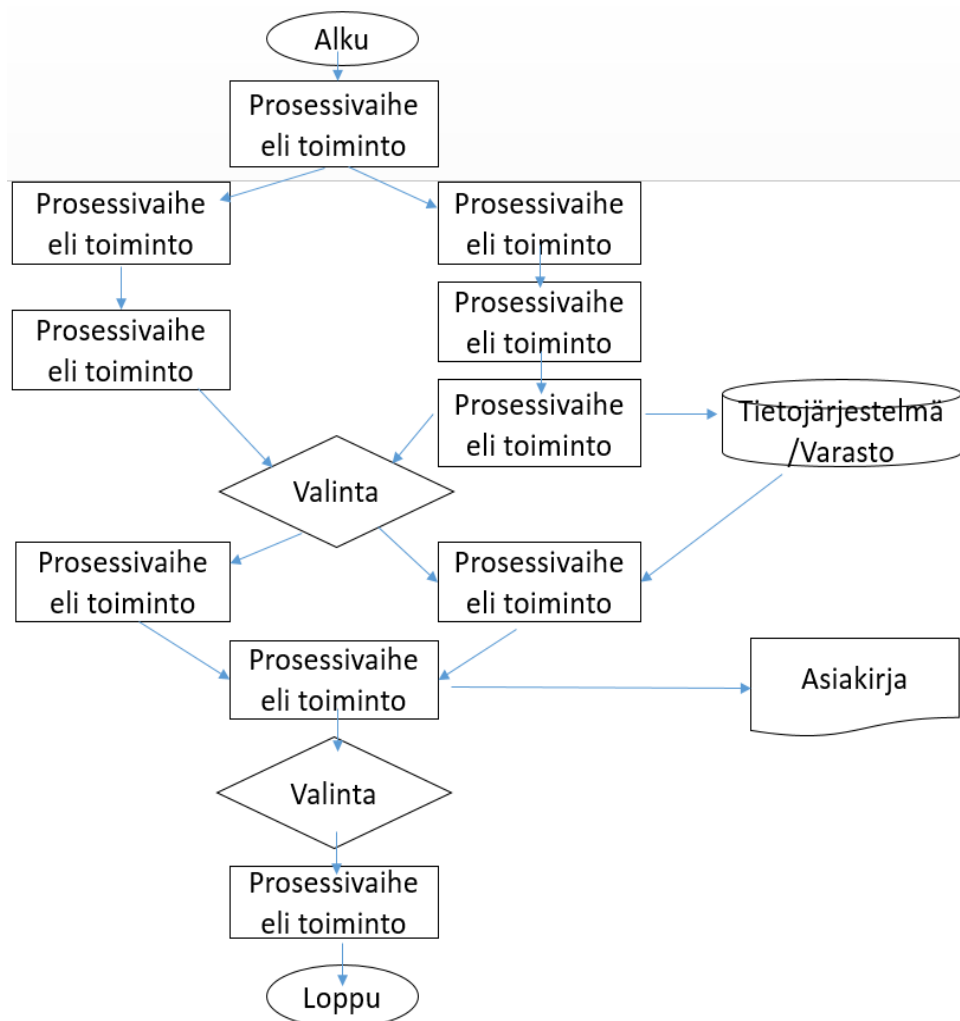 Alku
Prosessivaihe
eli toiminto
Prosessivaihe
eli toiminto
Prosessivaihe
eli toiminto
Prosessivaihe
eli toiminto
Prosessivaihe
eli toiminto
Prosessivaihe
eli toiminto
Tietojärjestelmä
/Varasto
Valinta
Prosessivaihe
eli toiminto
Prosessivaihe
eli toiminto
Prosessivaihe
eli toiminto
Asiakirja
Valinta
Prosessivaihe
eli toiminto
Loppu